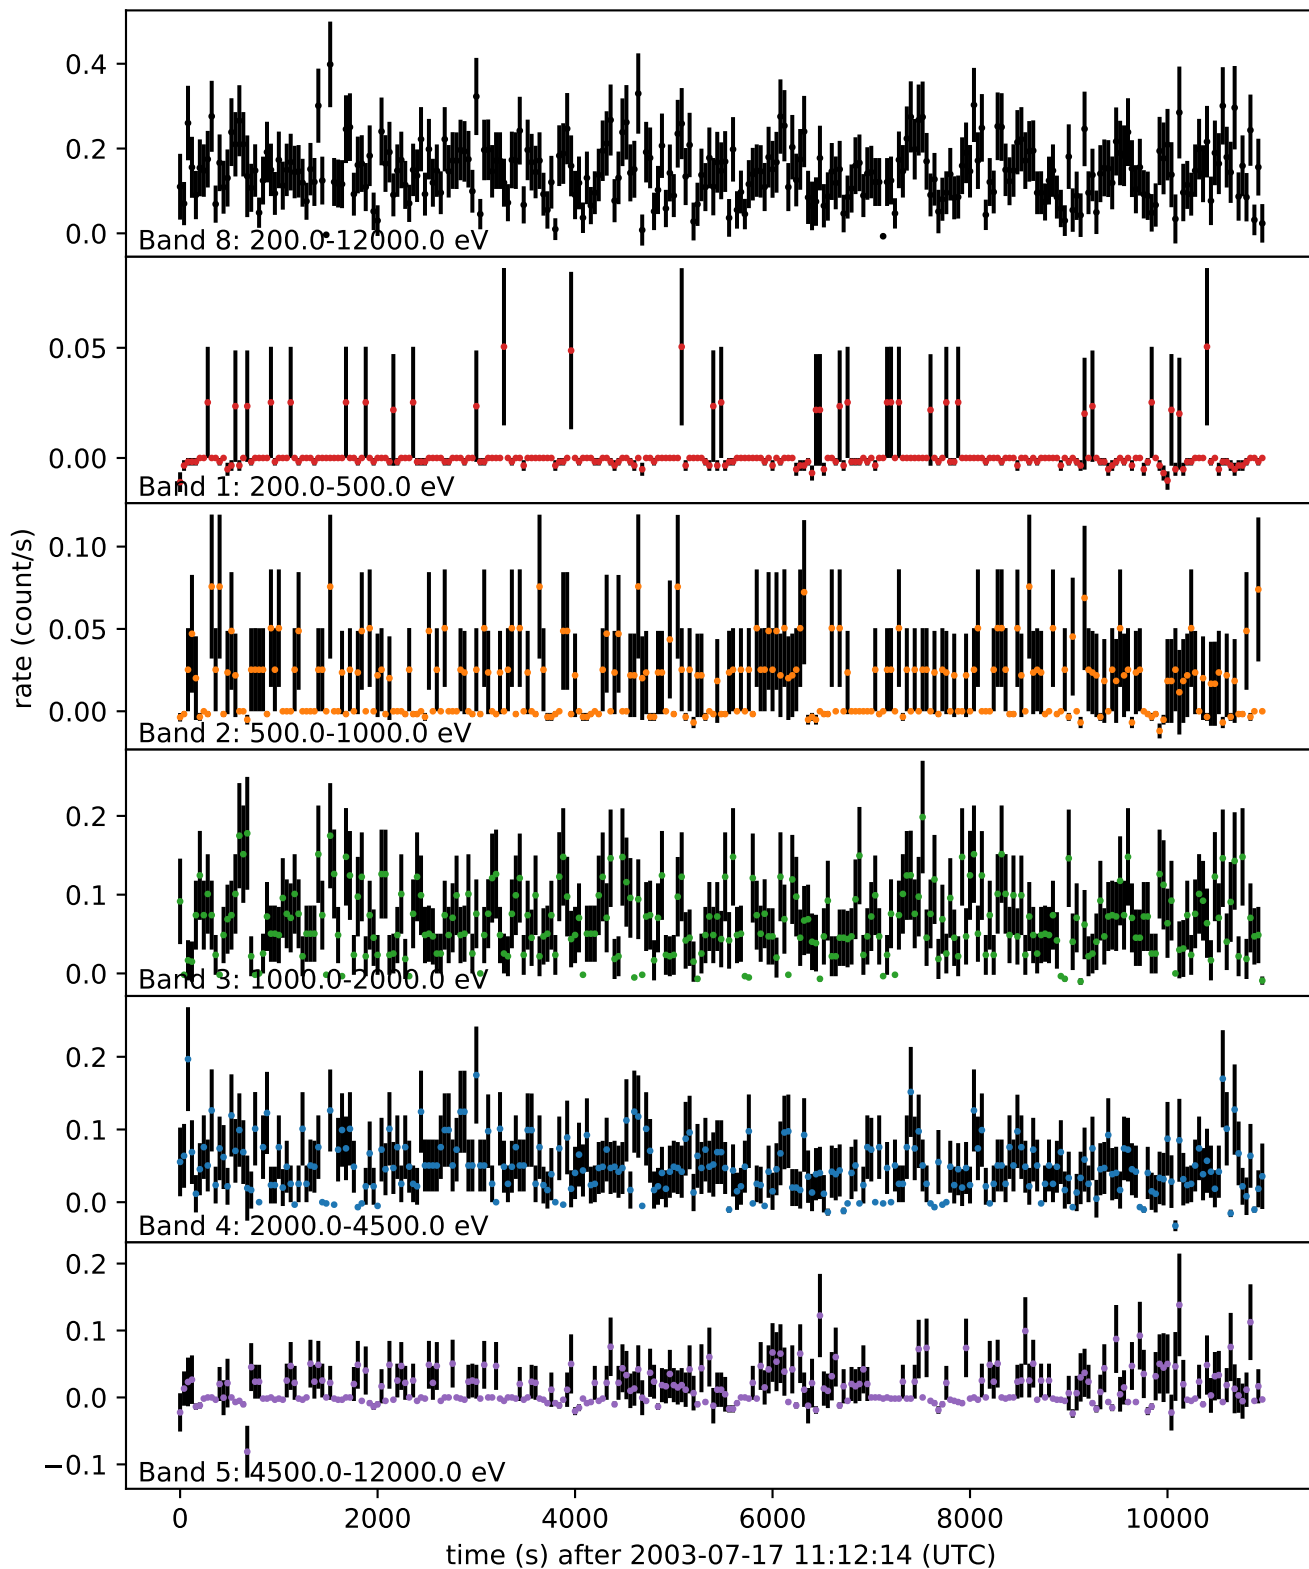 0.4
0.2
0.0
Band 8: 200.0-12000.0 eV
0.05
0.00
Band 1: 200.0-500.0 eV
rate (count/s)
0.10
0.05
0.00
Band 2: 500.0-1000.0 eV
0.2
0.1
0.0
Band 3: 1000.0-2000.0 eV
0.2
0.1
0.0
Band 4: 2000.0-4500.0 eV
0.2
0.1
0.0
−0.1
Band 5: 4500.0-12000.0 eV
0 2000 4000 6000 8000 10000
time (s) after 2003-07-17 11:12:14 (UTC)